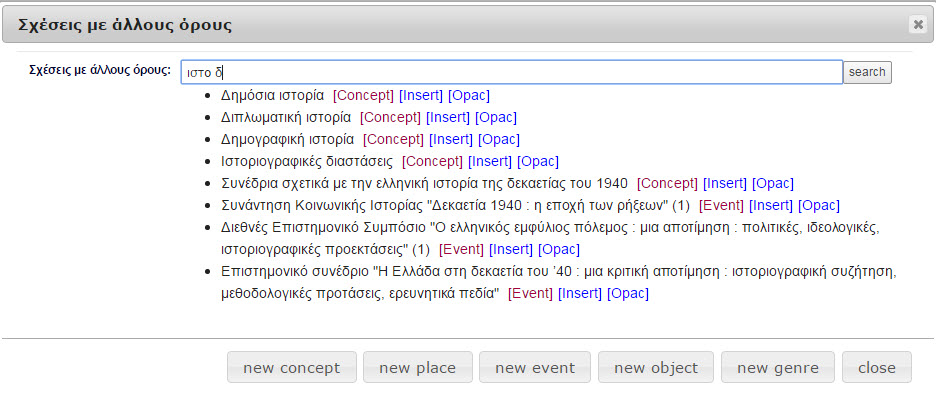 Σχέσεις με άλλους όρους
Σχέσεις με άλλους όρους: ιστο δ search
Δημόσια ιστορία [Concept] [Insert] [Opac]
Διπλωματική ιστορία [Concept] [Insert] [Opac]
Δημογραφική ιστορία [Concept] [Insert] [Opac]
Ιστοριογραφικές διαστάσεις [Concept] [Insert] [Opac]
Συνέδρια σχετικά με την ελληνική ιστορία της δεκαετίας του 1940 [Concept] [Insert] [Opac]
Συνάντηση Κοινωνικής Ιστορίας "Δεκαετία 1940 : η εποχή των ρήξεων" (1) [Event] [Insert] [Opac]
Διεθνές Επιστημονικό Συμπόσιο "Ο ελληνικός εμφύλιος πόλεμος : μια αποτίμηση : πολιτικές, ιδεολογικές,
ιστοριογραφικές προεκτάσεις" (1) [Event] [Insert] [Opac]
Επιστημονικό συνέδριο "Η Ελλάδα στη δεκαετία του ’40 : μια κριτική αποτίμηση : ιστοριογραφική συζήτηση,
μεθοδολογικές προτάσεις, ερευνητικά πεδία" [Event] [Insert] [Opac]
new concept new place new event new object new genre close